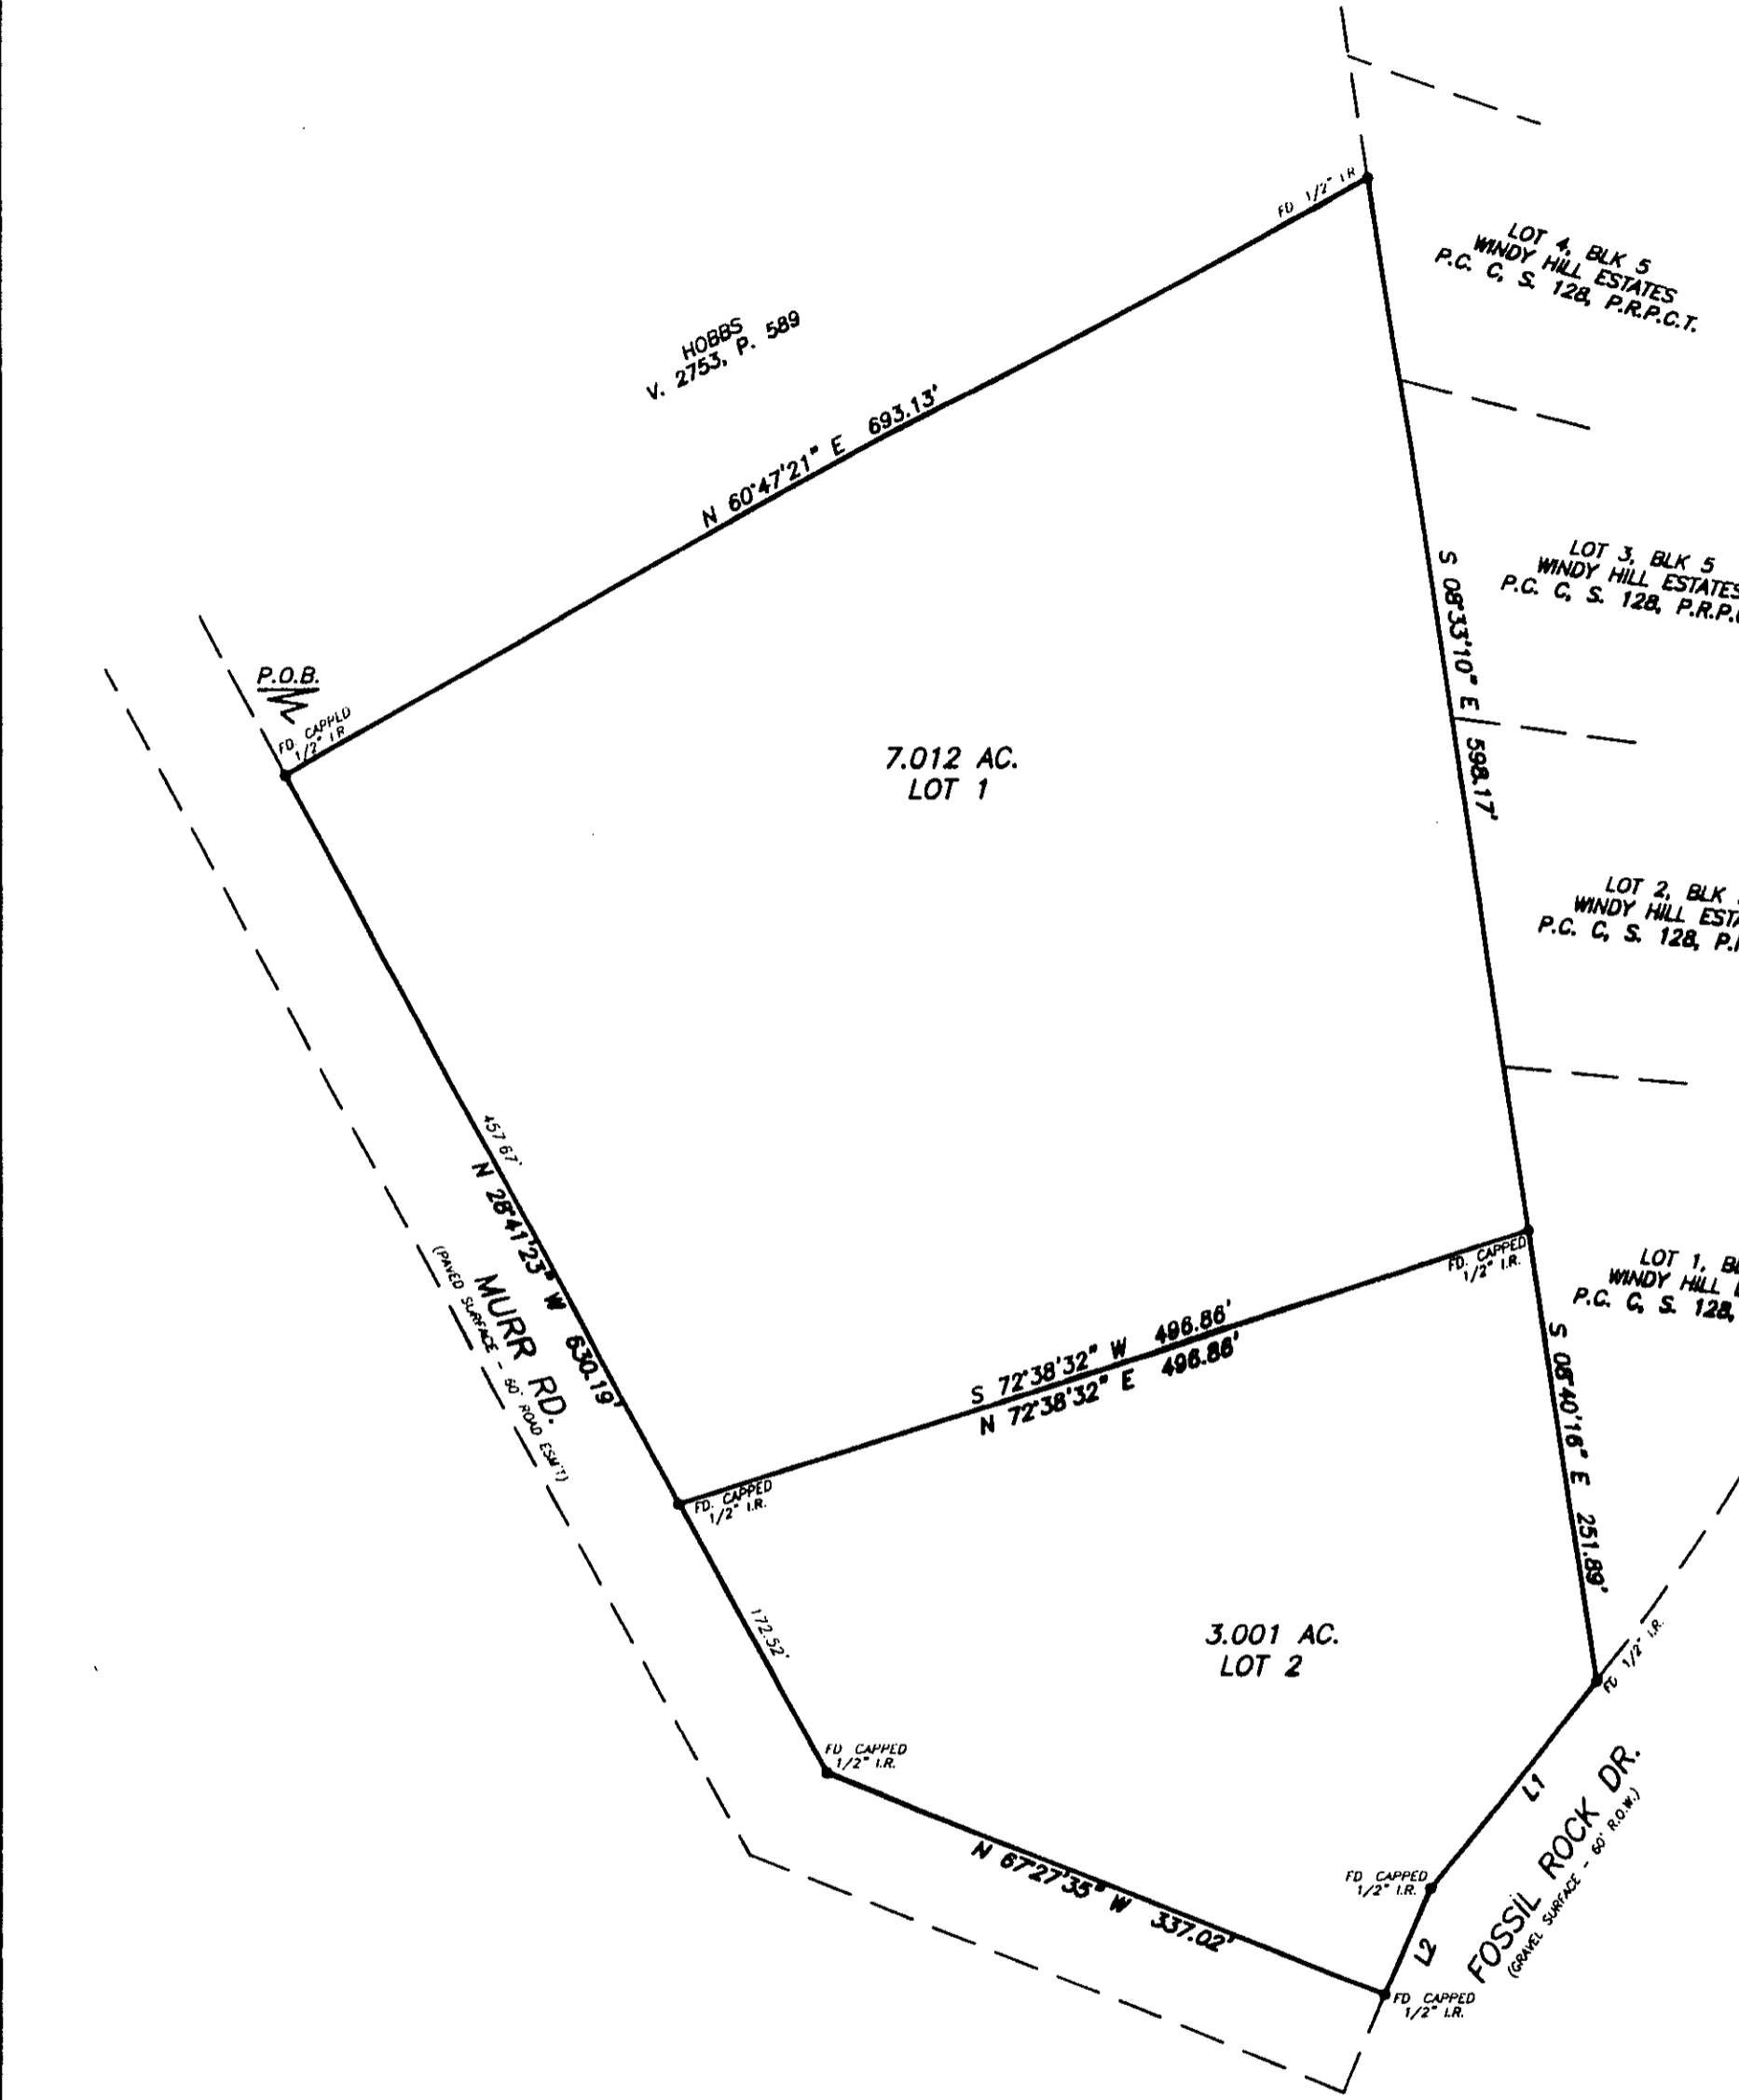 FD 1/2" I.R
LOT 4, BLK 5
WINDY HILL ESTATES
P.C. C, S. 128, P.R.P.C.T.
HOBBS
V. 2753, P. 589
N 60°47'21" E 693.13'
LOT 3, BLK 5
WINDY HILL ESTATES
P.C. C, S. 128, P.R.P.
S 08°33'10" E 598.17'
P.O.B.
FD. CAPPED
1/2" I.R
7.012 AC.
LOT 1
LOT 2, BLK
WINDY HILL ESTA
P.C. C, S. 128, P.
457.67'
N 28°41'23" W 630.19'
MURR RD.
(PAVED SURFACE - 60' ROAD ESM'T)
FD. CAPPED
1/2" I.R.
LOT 1, B
WINDY HILL
P.C. C, S. 128,
S 72°38'32" W 496.86'
N 72°38'32" E 496.86'
S 08°40'16" E 251.89'
FD. CAPPED
1/2" I.R.
172.52'
3.001 AC.
LOT 2
FD 1/2" I.R.
FD CAPPED
1/2" I.R.
L1
N 67°27'35" W 337.02'
FD CAPPED
1/2" I.R.
L2
FOSSIL ROCK DR.
(GRAVEL SURFACE - 60' R.O.W.)
FD CAPPED
1/2" I.R.